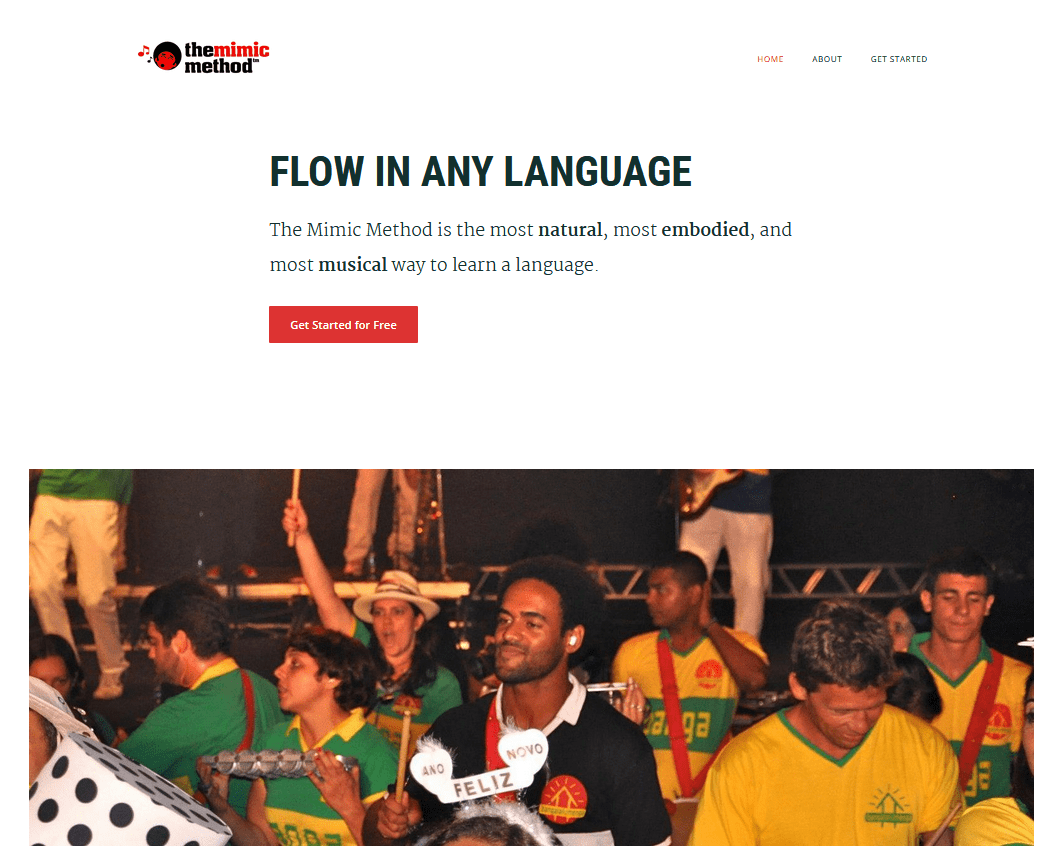 themimic
method™
HOME
ABOUT
GET STARTED
FLOW IN ANY LANGUAGE
The Mimic Method is the most natural, most embodied, and
most musical way to learn a language.
Get Started for Free
ANO
NOVO
FELIZ